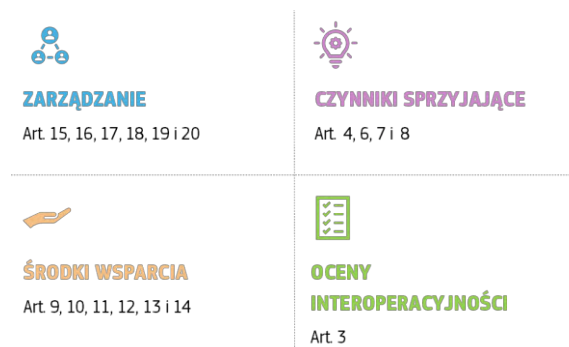 ZARZĄDZANIE
Art. 15, 16, 17, 18, 19 i 20
CZYNNIKI SPRZYJAJĄCE
Art. 4, 6, 7 i 8
ŚRODKI WSPARCIA
Art. 9, 10, 11, 12, 13 i 14
OCENY
INTEROPERACYJNOŚCI
Art. 3